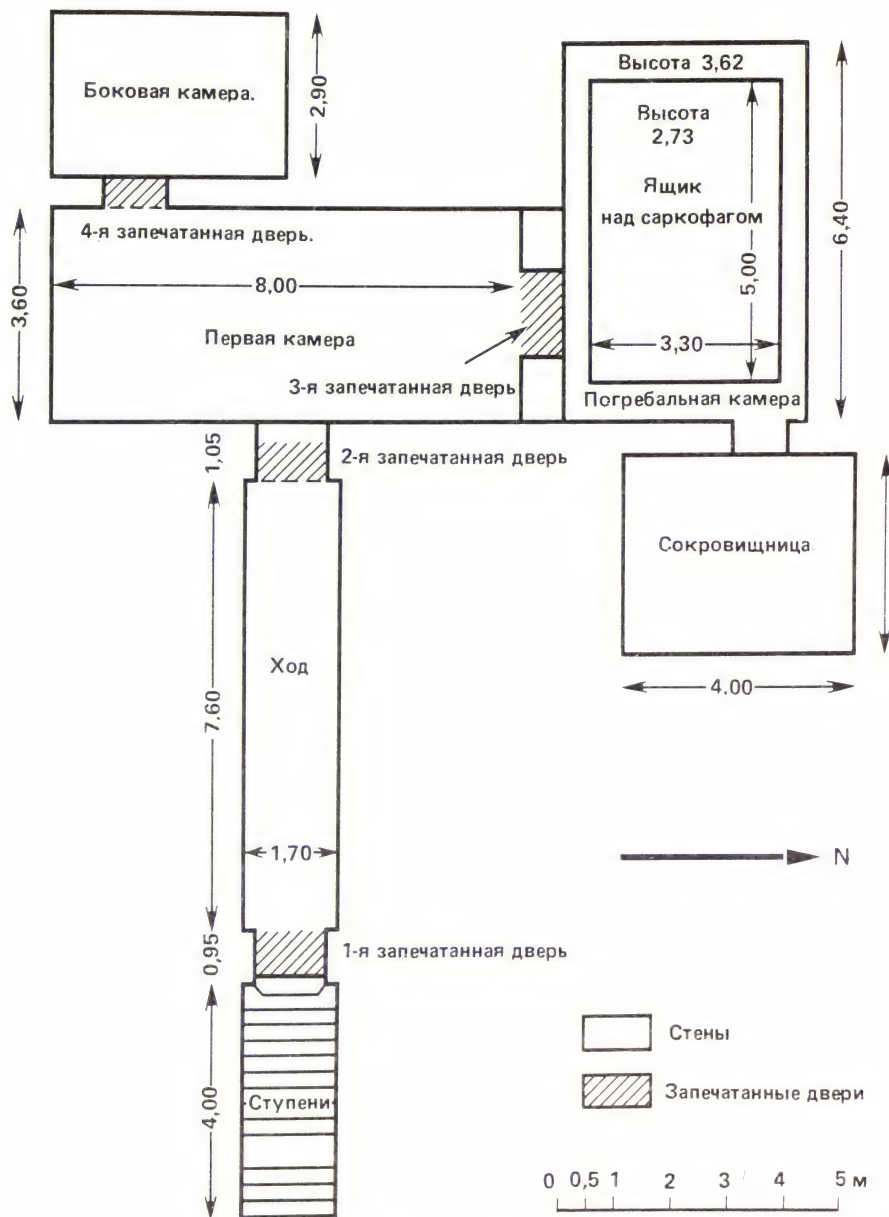 Боковая камера.
2,90
Высота 3,62
Высота
2,73
Ящик
над саркофагом
5,00
3,30
6,40
4-я запечатанная дверь.
3,60
8,00
Первая камера
3-я запечатанная дверь
Погребальная камера
1,05
2-я запечатанная дверь
Сокровищница
4.00
Ход
7.60
1,70
N
0,95
1-я запечатанная дверь
4,00
Ступени
Стены
Запечатанные двери
0 0,5 1 2 3 4 5 м